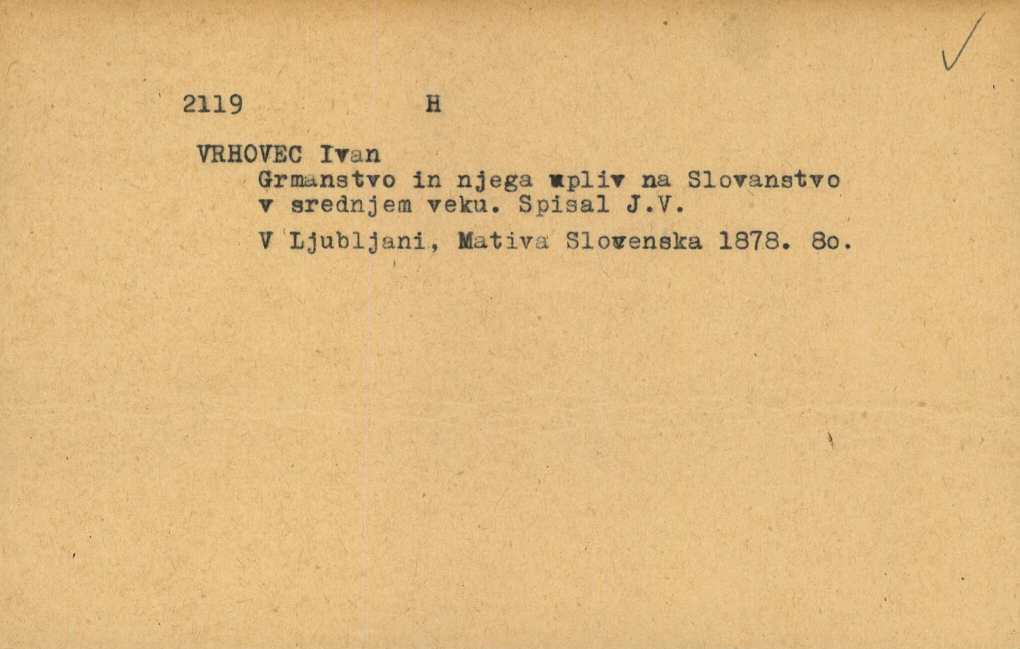 2119 H
VRHOVEC Ivan
Grmanstvo in njega upliv na Slovanstvo
v srednjem veku. Spisal J.V.
V Ljubljani, Mativa Slovenska 1878. 8o.